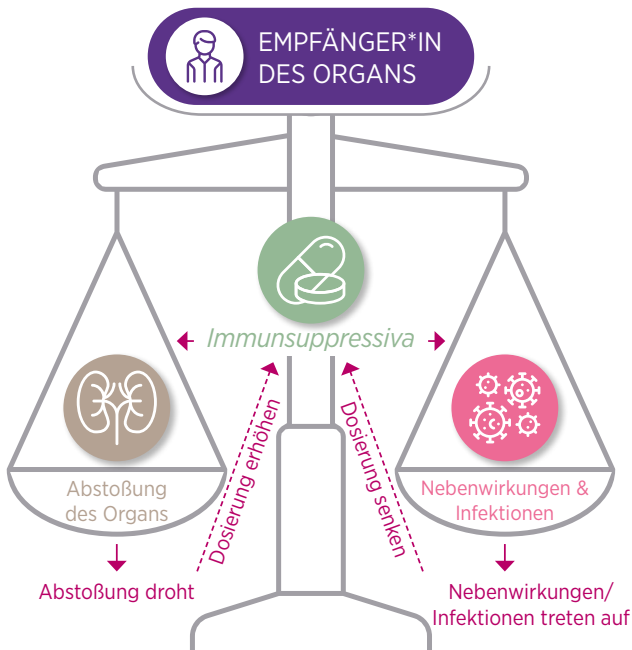 EMPFÄNGER*IN
DES ORGANS
Immunsuppressiva
Abstoßung
des Organs
Dosierung erhöhen
Dosierung senken
Nebenwirkungen &
Infektionen
Abstoßung droht
Nebenwirkungen/
Infektionen treten auf